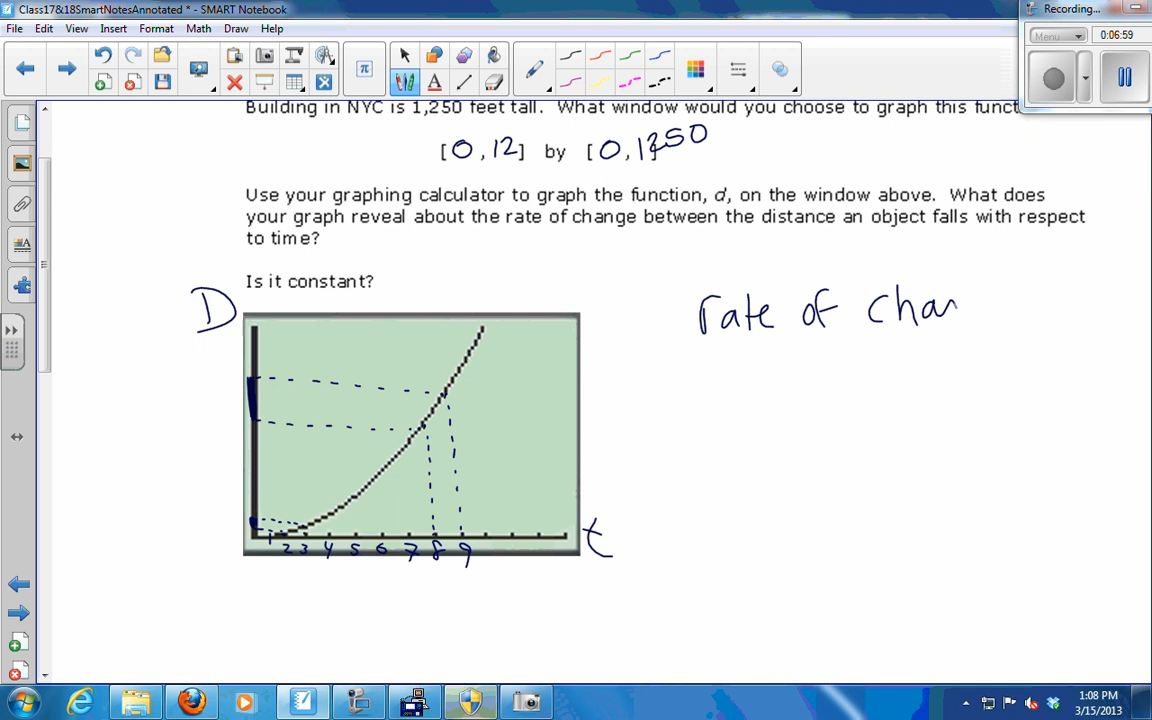 Class17&18SmartNotesAnnotated * - SMART Notebook
Recording...
File Edit View Insert Format Math Draw Help
Menu
0:06:59
Building in NYC is 1,250 feet tall. What window would you choose to graph this funct
[0,12] by [0,1250]
Use your graphing calculator to graph the function, d, on the window above. What does
your graph reveal about the rate of change between the distance an object falls with respect
to time?
Is it constant?
D
rate of chan
t
1 2 3 4 5 6 7 8 9
1:08 PM
3/15/2013